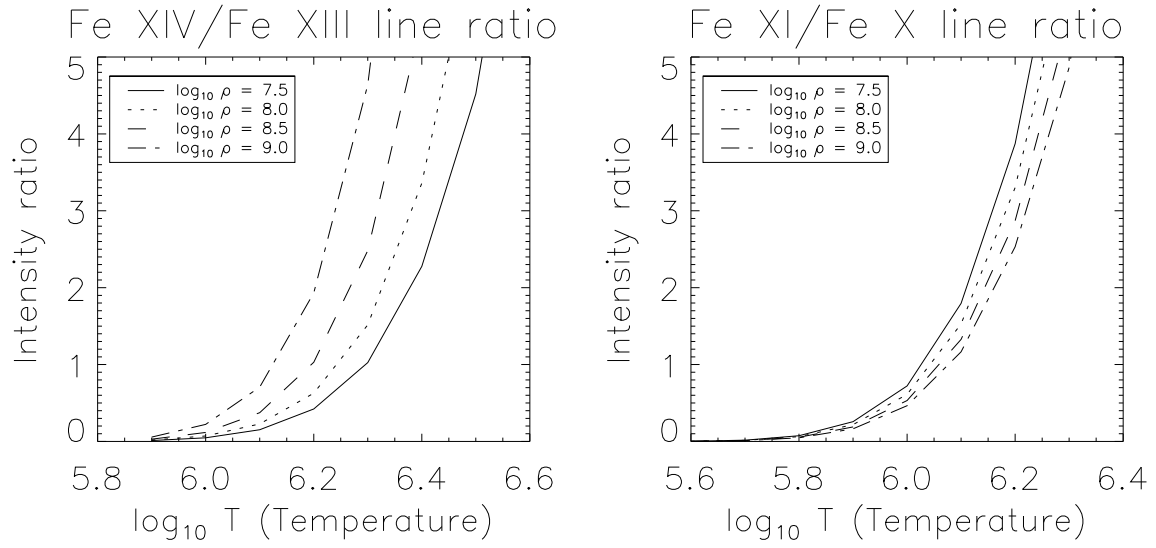 Fe XIV/Fe XIII line ratio
5
4
3
2
1
0
Intensity ratio
log₁₀ ρ = 7.5
log₁₀ ρ = 8.0
log₁₀ ρ = 8.5
log₁₀ ρ = 9.0
5.8 6.0 6.2 6.4 6.6
log₁₀ T (Temperature)
Fe XI/Fe X line ratio
5
4
3
2
1
0
Intensity ratio
log₁₀ ρ = 7.5
log₁₀ ρ = 8.0
log₁₀ ρ = 8.5
log₁₀ ρ = 9.0
5.6 5.8 6.0 6.2 6.4
log₁₀ T (Temperature)